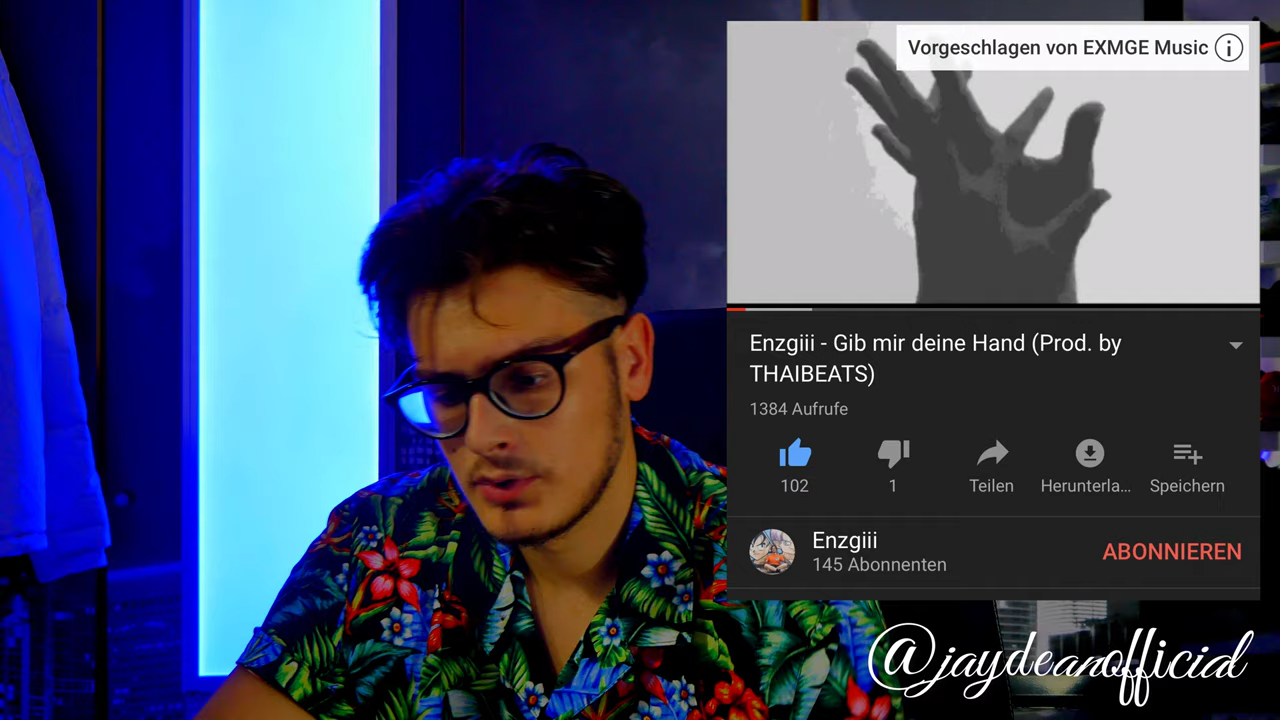 Vorgeschlagen von EXMGE Music
Enzgiii - Gib mir deine Hand (Prod. by
THAIBEATS)
1384 Aufrufe
102
1
Teilen
Herunterla...
Speichern
Enzgiii
145 Abonnenten
ABONNIEREN
@jaydeanofficial